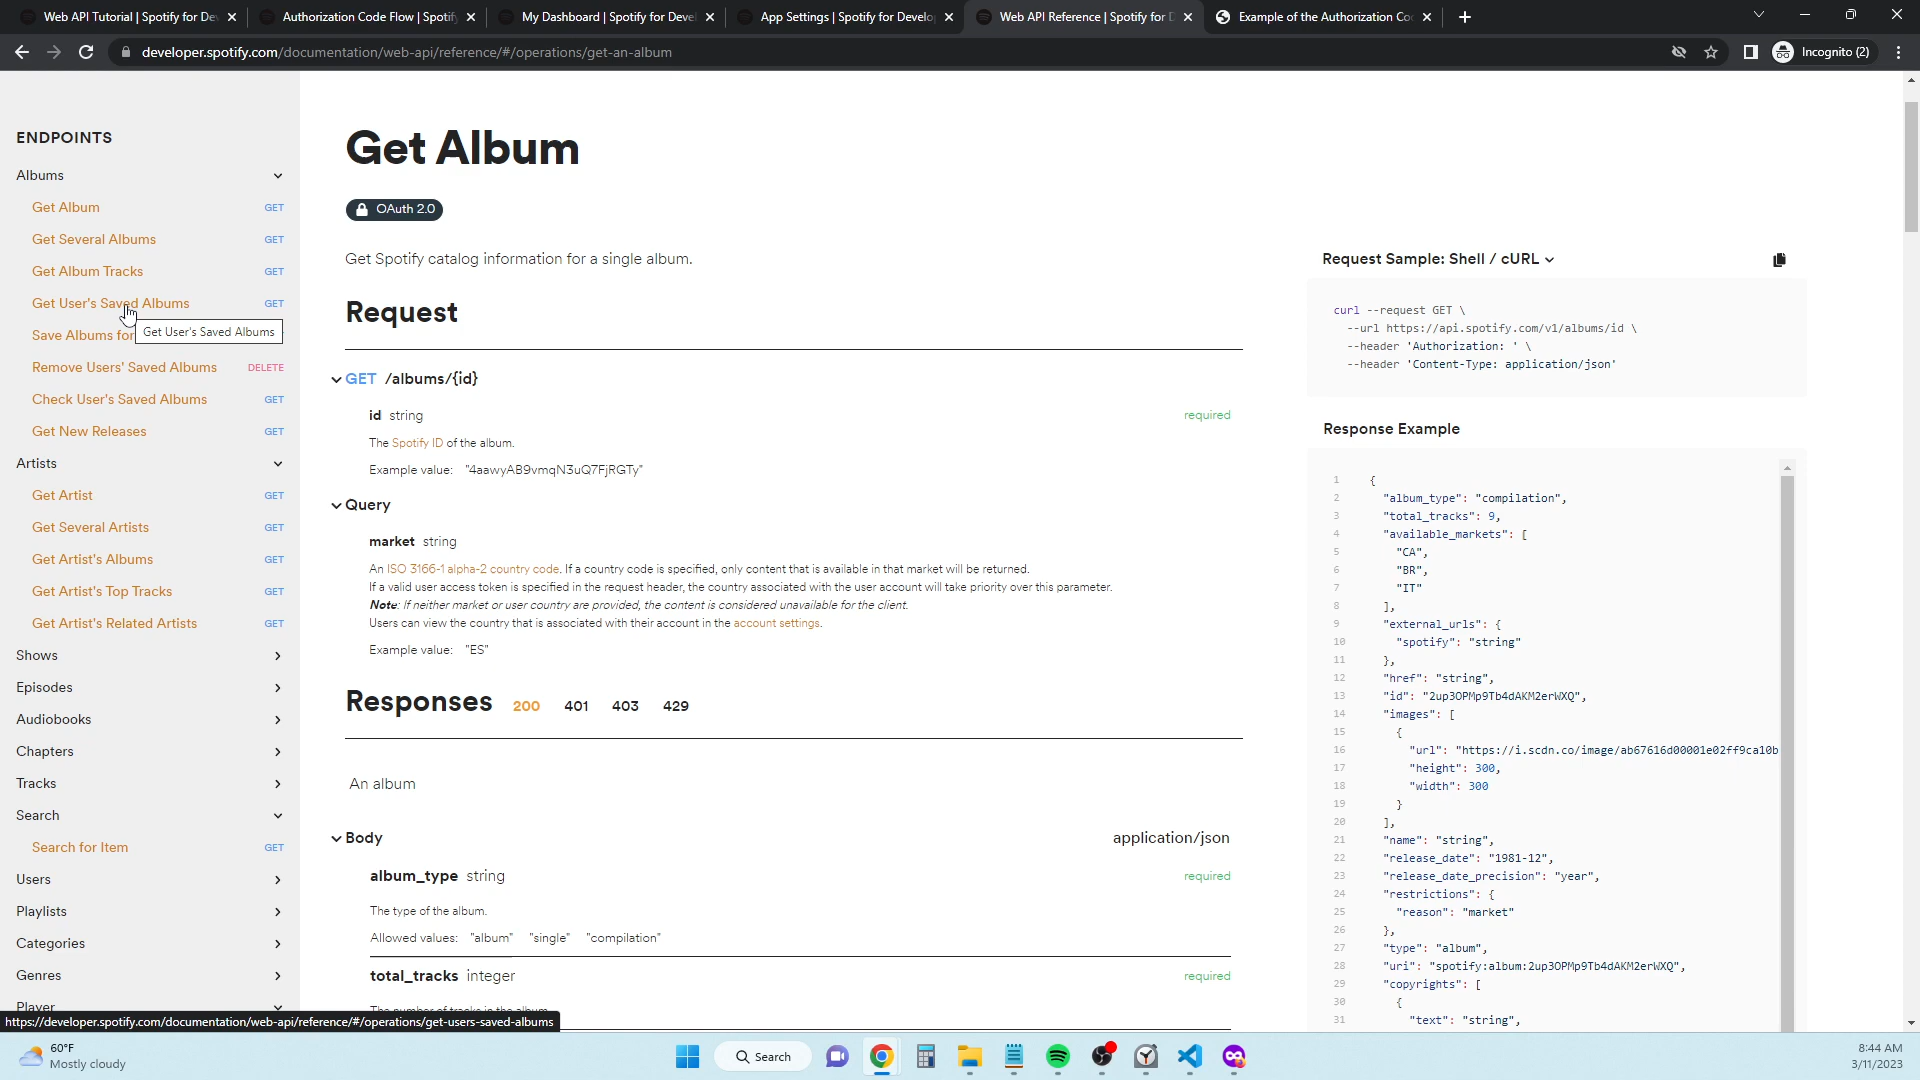 Web API Tutorial | Spotify for De
Authorization Code Flow | Spotif
My Dashboard | Spotify for Devel
App Settings | Spotify for Develo
Web API Reference | Spotify for D
Example of the Authorization Co
developer.spotify.com/documentation/web-api/reference/#/operations/get-an-album
Incognito (2)
ENDPOINTS
Albums
Get Album GET
Get Several Albums GET
Get Album Tracks GET
Get User's Saved Albums GET
Save Albums for
Get User's Saved Albums
Remove Users' Saved Albums DELETE
Check User's Saved Albums GET
Get New Releases GET
Artists
Get Artist GET
Get Several Artists GET
Get Artist's Albums GET
Get Artist's Top Tracks GET
Get Artist's Related Artists GET
Shows
Episodes
Audiobooks
Chapters
Tracks
Search
Search for Item GET
Users
Playlists
Categories
Genres
Player
https://developer.spotify.com/documentation/web-api/reference/#/operations/get-users-saved-albums
Get Album
OAuth 2.0
Get Spotify catalog information for a single album.
Request
GET /albums/{id}
id string required
The Spotify ID of the album.
Example value: "4aawyAB9vmqN3uQ7FjRGTy"
Query
market string
An ISO 3166-1 alpha-2 country code. If a country code is specified, only content that is available in that market will be returned.
If a valid user access token is specified in the request header, the country associated with the user account will take priority over this parameter.
Note: If neither market or user country are provided, the content is considered unavailable for the client.
Users can view the country that is associated with their account in the account settings.
Example value: "ES"
Responses 200 401 403 429
An album
Body application/json
album_type string required
The type of the album.
Allowed values: "album" "single" "compilation"
total_tracks integer required
The number of tracks in the album.
Request Sample: Shell / cURL
curl --request GET \
--url https://api.spotify.com/v1/albums/id \
--header 'Authorization: ' \
--header 'Content-Type: application/json'
Response Example
1 {
2 "album_type": "compilation",
3 "total_tracks": 9,
4 "available_markets": [
5 "CA",
6 "BR",
7 "IT"
8 ],
9 "external_urls": {
10 "spotify": "string"
11 },
12 "href": "string",
13 "id": "2up3OPMp9Tb4dAKM2erWXQ",
14 "images": [
15 {
16 "url": "https://i.scdn.co/image/ab67616d00001e02ff9ca10b
17 "height": 300,
18 "width": 300
19 }
20 ],
21 "name": "string",
22 "release_date": "1981-12",
23 "release_date_precision": "year",
24 "restrictions": {
25 "reason": "market"
26 },
27 "type": "album",
28 "uri": "spotify:album:2up3OPMp9Tb4dAKM2erWXQ",
29 "copyrights": [
30 {
31 "text": "string",
60°F
Mostly cloudy
Search
8:44 AM
3/11/2023